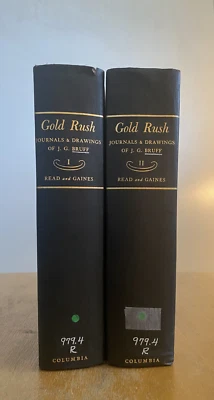 Gold Rush
JOURNALS & DRAWINGS
OF J. G. BRUFF
I
READ and GAINES
979.4
R
COLUMBIA
Gold Rush
JOURNALS & DRAWINGS
OF J. G. BRUFF
II
READ and GAINES
979.4
R
COLUMBIA